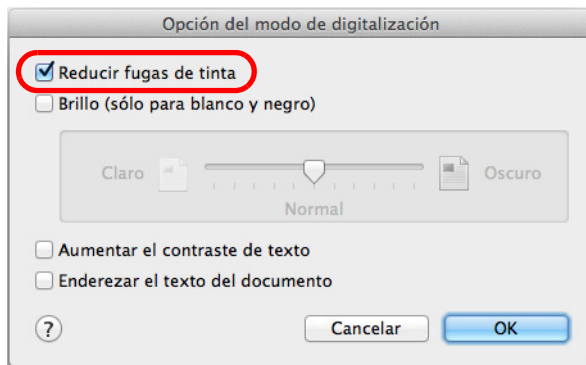 Opción del modo de digitalización
Reducir fugas de tinta
Brillo (sólo para blanco y negro)
Claro Oscuro
Normal
Aumentar el contraste de texto
Enderezar el texto del documento
? Cancelar OK